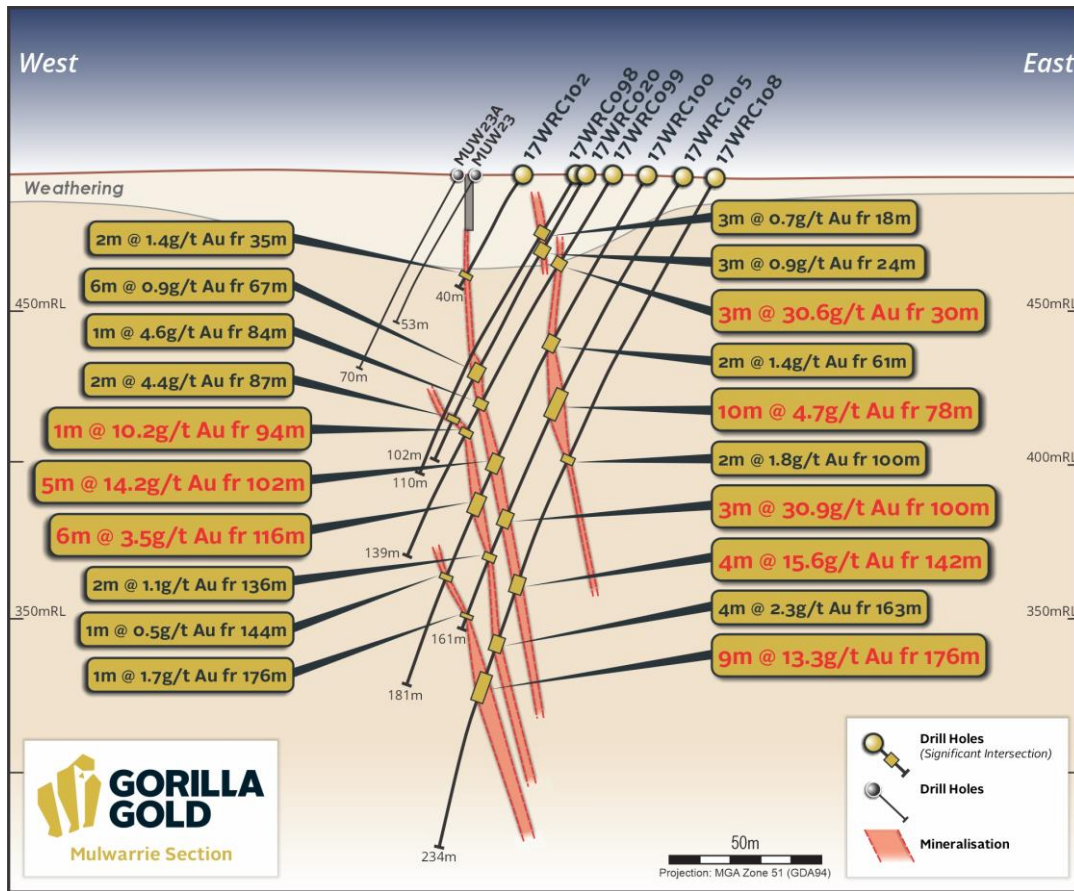 West
East
MUW23A
MUW23
17WRC102
17WRC098
17WRC020
17WRC099
17WRC100
17WRC105
17WRC108
Weathering
2m @ 1.4g/t Au fr 35m
6m @ 0.9g/t Au fr 67m
1m @ 4.6g/t Au fr 84m
2m @ 4.4g/t Au fr 87m
1m @ 10.2g/t Au fr 94m
5m @ 14.2g/t Au fr 102m
6m @ 3.5g/t Au fr 116m
2m @ 1.1g/t Au fr 136m
1m @ 0.5g/t Au fr 144m
1m @ 1.7g/t Au fr 176m
3m @ 0.7g/t Au fr 18m
3m @ 0.9g/t Au fr 24m
3m @ 30.6g/t Au fr 30m
2m @ 1.4g/t Au fr 61m
10m @ 4.7g/t Au fr 78m
2m @ 1.8g/t Au fr 100m
3m @ 30.9g/t Au fr 100m
4m @ 15.6g/t Au fr 142m
4m @ 2.3g/t Au fr 163m
9m @ 13.3g/t Au fr 176m
450mRL
350mRL
450mRL
400mRL
350mRL
40m
53m
70m
102m
110m
139m
161m
181m
234m
GORILLA
GOLD
Mulwarrie Section
50m
Projection: MGA Zone 51 (GDA94)
Drill Holes
(Significant Intersection)
Drill Holes
Mineralisation